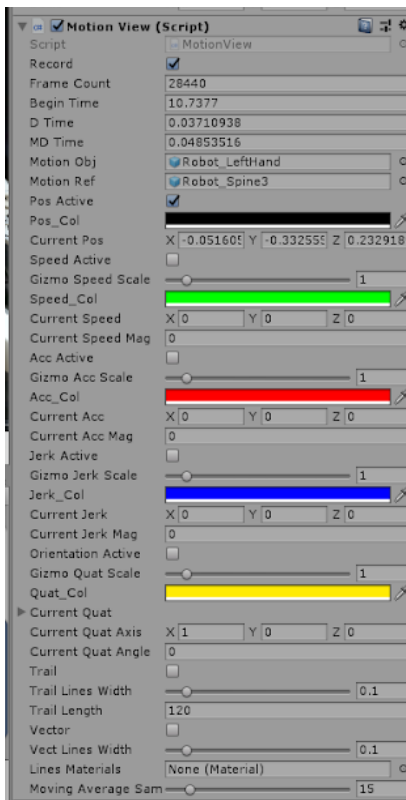 Motion View (Script)
Script MotionView
Record
Frame Count 28440
Begin Time 10.7377
D Time 0.03710938
MD Time 0.04853516
Motion Obj Robot_LeftHand
Motion Ref Robot_Spine3
Pos Active
Pos_Col
Current Pos X -0.051605 Y -0.332555 Z 0.232918
Speed Active
Gizmo Speed Scale 1
Speed_Col
Current Speed X 0 Y 0 Z 0
Current Speed Mag 0
Acc Active
Gizmo Acc Scale 1
Acc_Col
Current Acc X 0 Y 0 Z 0
Current Acc Mag 0
Jerk Active
Gizmo Jerk Scale 1
Jerk_Col
Current Jerk X 0 Y 0 Z 0
Current Jerk Mag 0
Orientation Active
Gizmo Quat Scale 1
Quat_Col
Current Quat
Current Quat Axis X 1 Y 0 Z 0
Current Quat Angle 0
Trail
Trail Lines Width 0.1
Trail Length 120
Vector
Vect Lines Width 0.1
Lines Materials None (Material)
Moving Average Sam 15